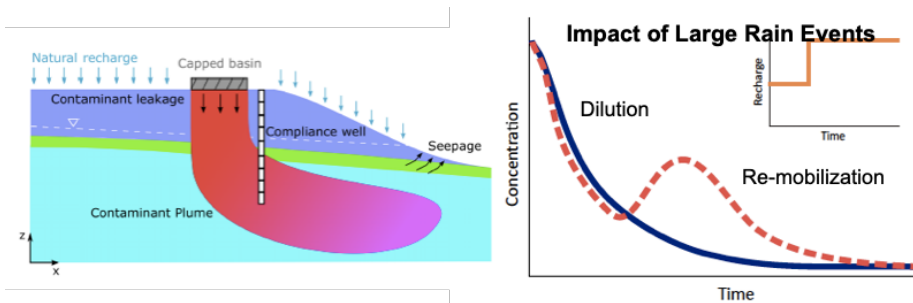 Natural recharge
Capped basin
Contaminant leakage
Compliance well
Seepage
Contaminant Plume
z
x
Impact of Large Rain Events
Recharge
Time
Dilution
Re-mobilization
Concentration
Time